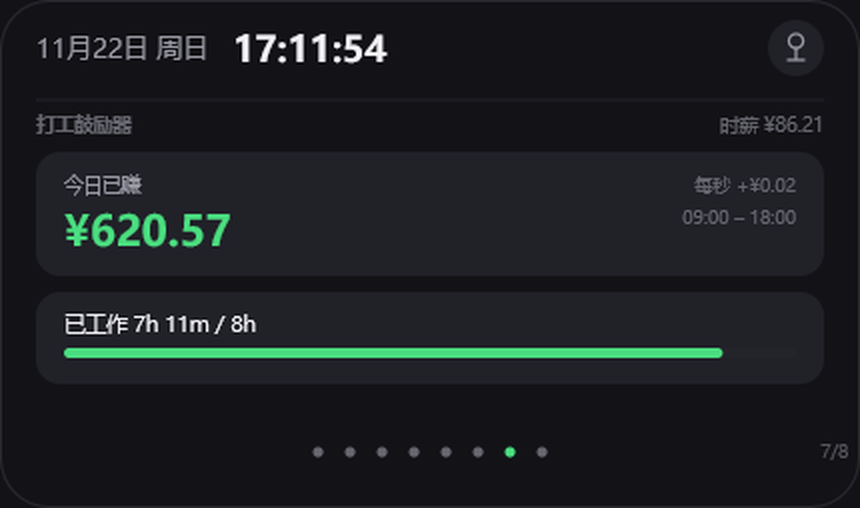 11月22日 周日 17:11:54
打工鼓励器 时薪 ¥86.21
今日已赚 每秒 +¥0.02
¥620.57 09:00 – 18:00
已工作 7h 11m / 8h
7/8